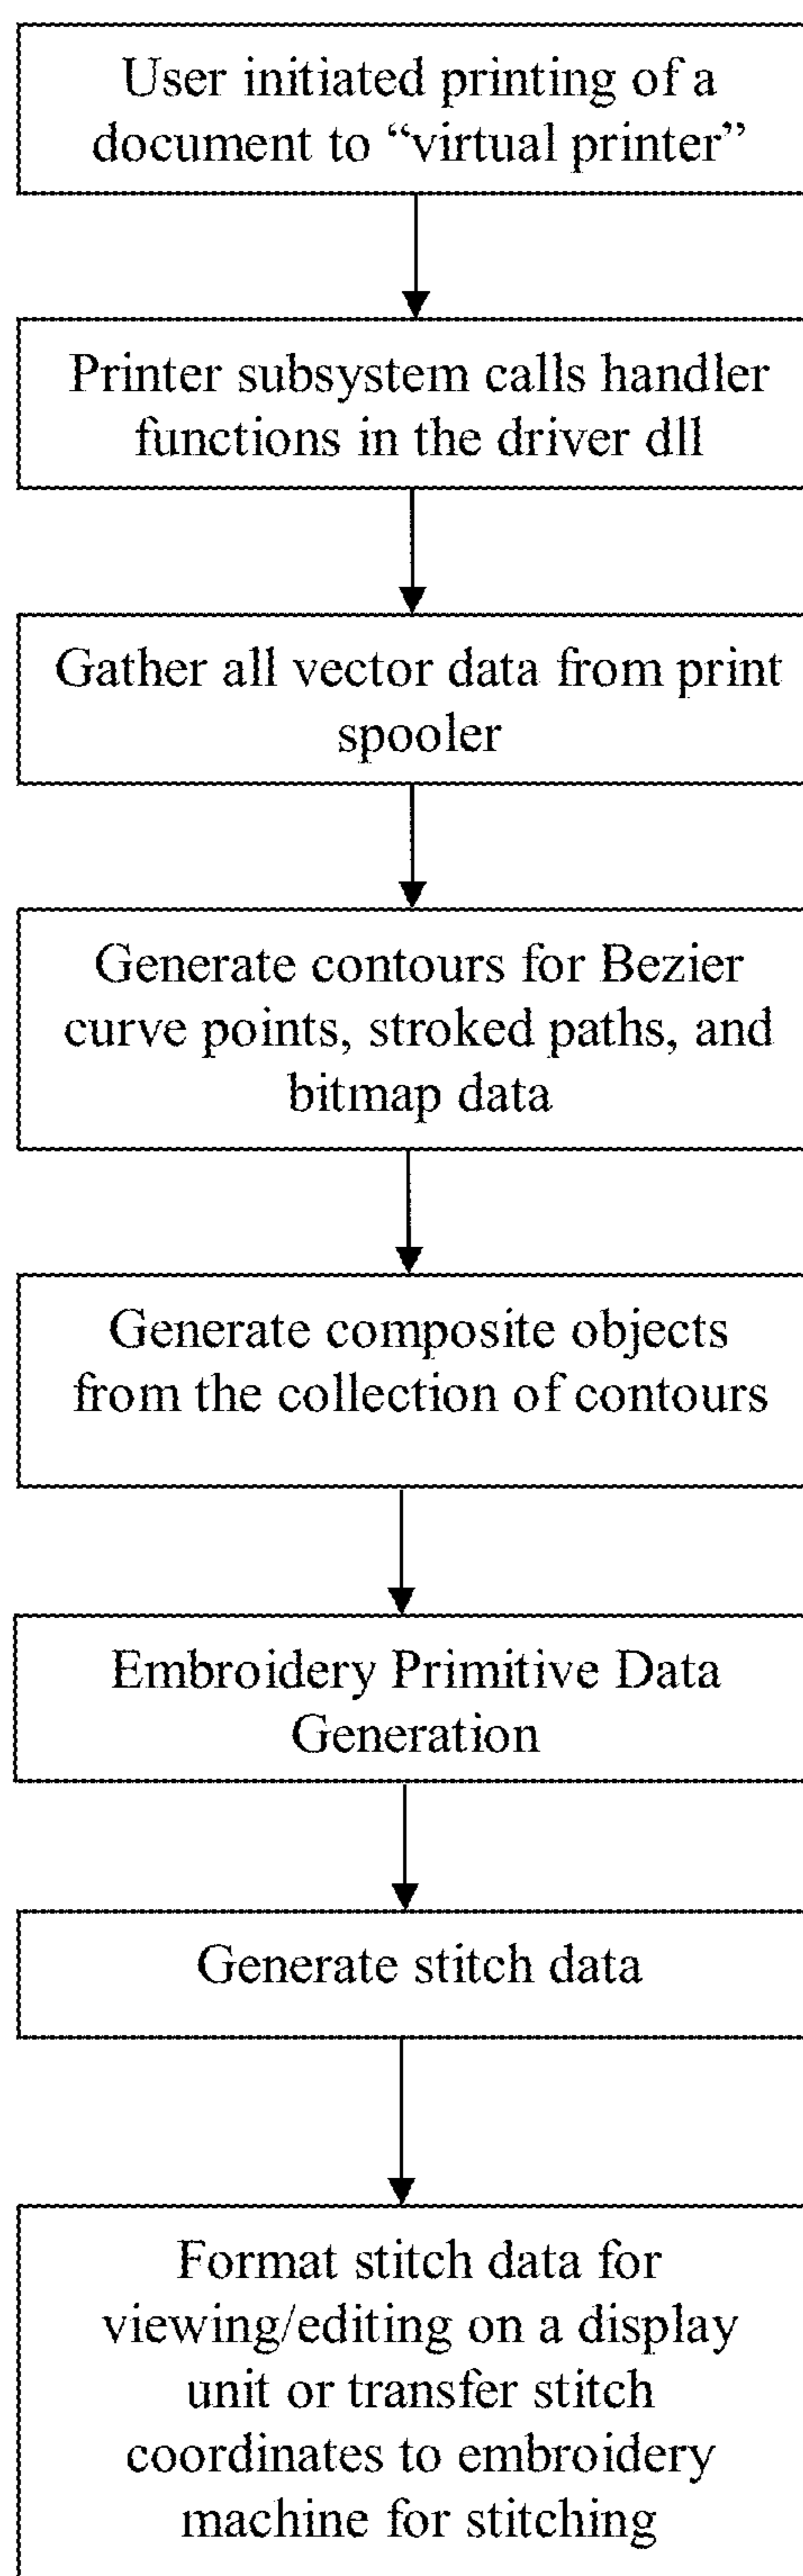 User initiated printing of a
document to “virtual printer”
Printer subsystem calls handler
functions in the driver dll
Gather all vector data from print
spooler
Generate contours for Bezier
curve points, stroked paths, and
bitmap data
Generate composite objects
from the collection of contours
Embroidery Primitive Data
Generation
Generate stitch data
Format stitch data for
viewing/editing on a display
unit or transfer stitch
coordinates to embroidery
machine for stitching